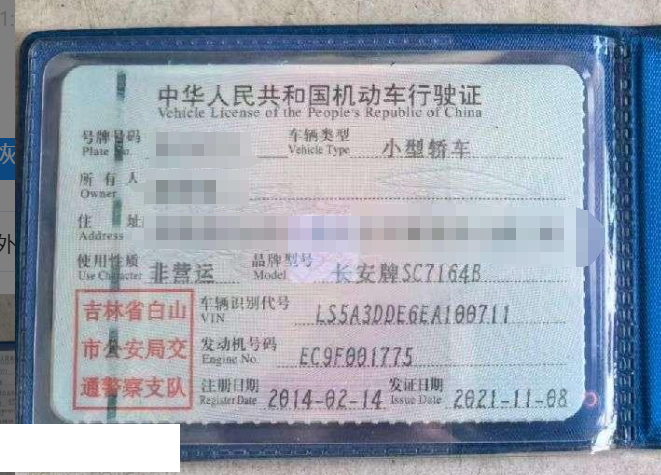 中华人民共和国机动车行驶证
Vehicle License of the People's Republic of China
号牌号码 车辆类型 小型轿车
Plate No. Vehicle Type
所有人
Owner
住址
Address
使用性质 非营运 品牌型号 长安牌SC7164B
Use Character Model
吉林省白山
市公安局交
通警察支队
车辆识别代号 LS5A3DDE6EA100711
VIN
发动机号码 EC9F001775
Engine No.
注册日期 2014-02-14 发证日期 2021-11-08
Register Date Issue Date
灰
外